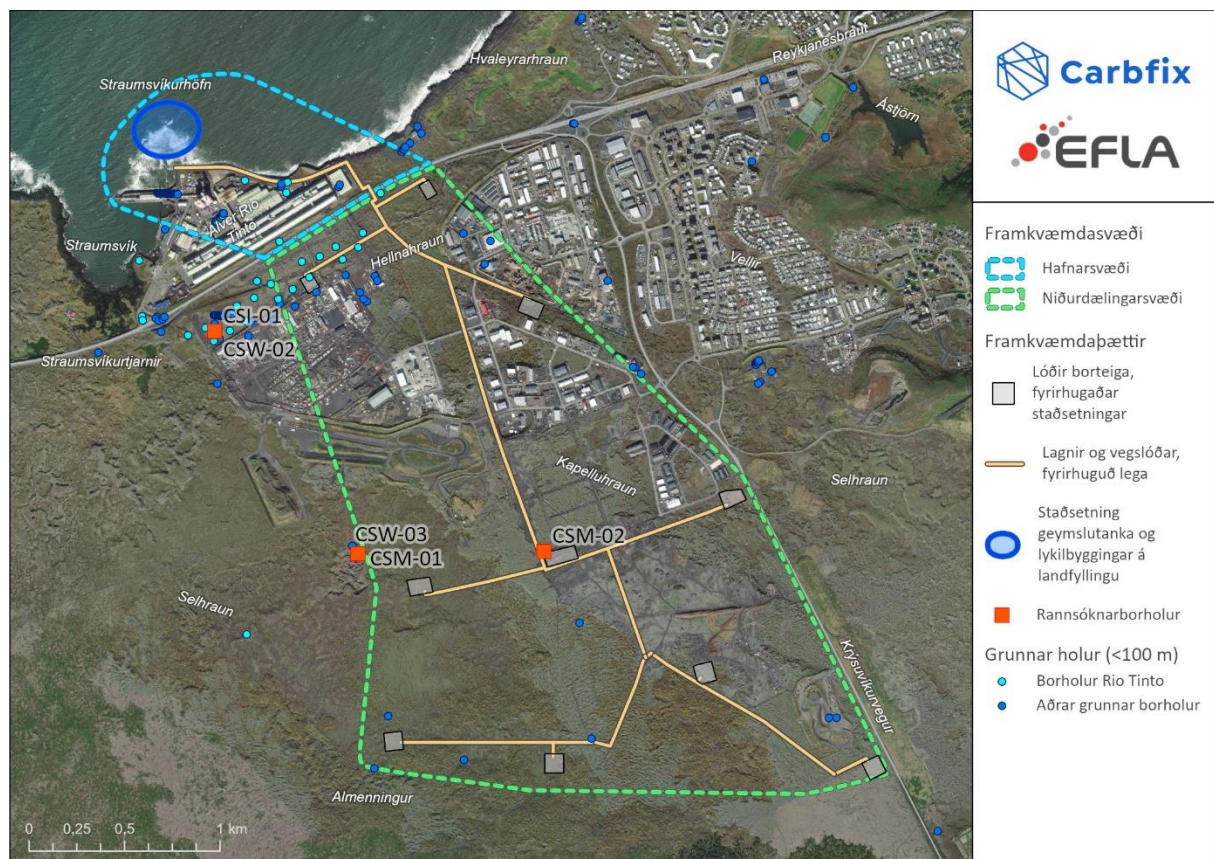 Straumsvíkurhöfn
Hvaleyrarhraun
Reykjanesbraut
Ástjörn
Álver Rio
Tinto
Straumsvík
Hellnahraun
Vellir
CSI-01
CSW-02
Straumsvíkurtjarnir
Kapelluhraun
Selhraun
CSW-03
CSM-01
CSM-02
Selhraun
Krýsuvíkurvegur
Almenningur
0 0,25 0,5 1 km
Carbfix
EFLA
Framkvæmdasvæði
Hafnarsvæði
Niðurdælingarsvæði
Framkvæmdaþættir
Lóðir borteiga,
fyrirhugaðar
staðsetningar
Lagnir og vegslóðar,
fyrirhuguð lega
Staðsetning
geymslutanka og
lykilbyggingar á
landfyllingu
Rannsóknarborholur
Grunnar holur (<100 m)
Borholur Rio Tinto
Aðrar grunnar borholur